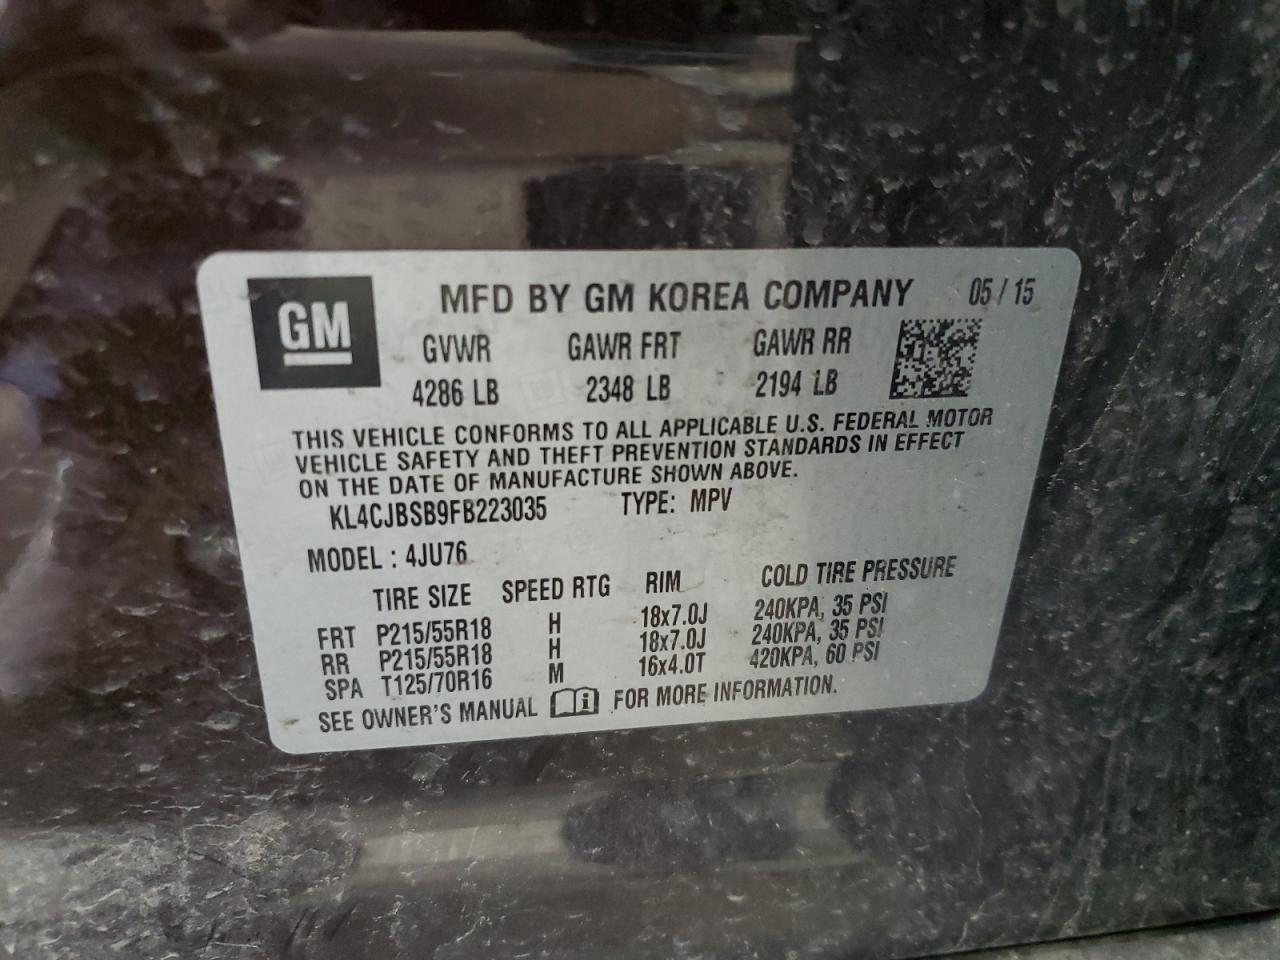 GM
MFD BY GM KOREA COMPANY 05 / 15
GVWR GAWR FRT GAWR RR
4286 LB 2348 LB 2194 LB
THIS VEHICLE CONFORMS TO ALL APPLICABLE U.S. FEDERAL MOTOR
VEHICLE SAFETY AND THEFT PREVENTION STANDARDS IN EFFECT
ON THE DATE OF MANUFACTURE SHOWN ABOVE.
KL4CJBSB9FB223035 TYPE: MPV
MODEL : 4JU76
TIRE SIZE SPEED RTG RIM COLD TIRE PRESSURE
FRT P215/55R18 H 18x7.0J 240KPA, 35 PSI
RR P215/55R18 H 18x7.0J 240KPA, 35 PSI
SPA T125/70R16 M 16x4.0T 420KPA, 60 PSI
SEE OWNER'S MANUAL FOR MORE INFORMATION.